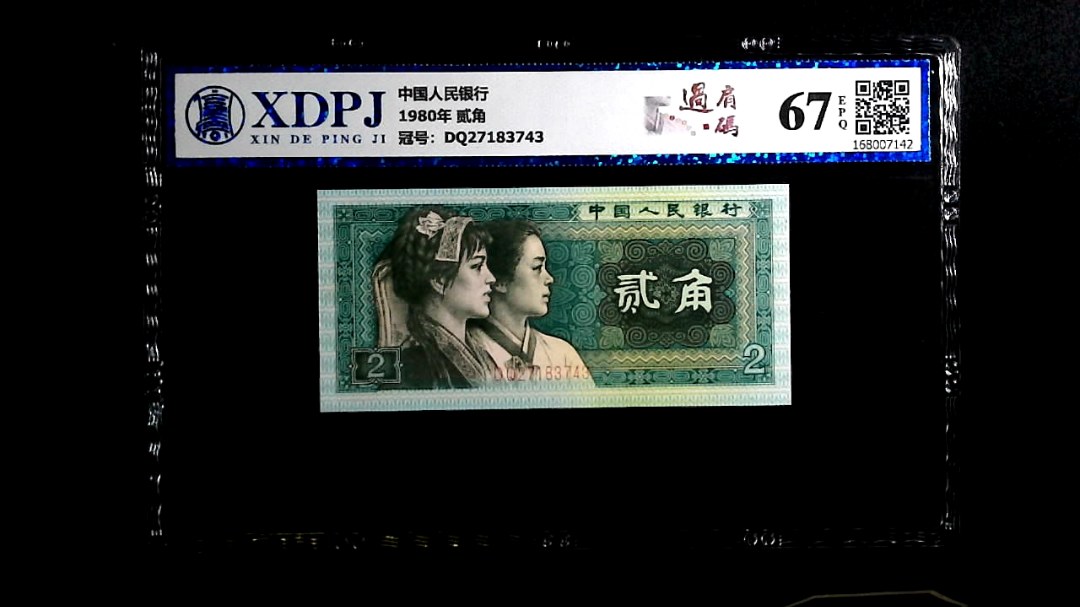 XDPJ
XIN DE PING JI
中国人民银行
1980年 贰角
冠号：DQ27183743
過肩
碼
67
EPQ
168007142
中国人民银行
贰角
2
2
DQ27183743